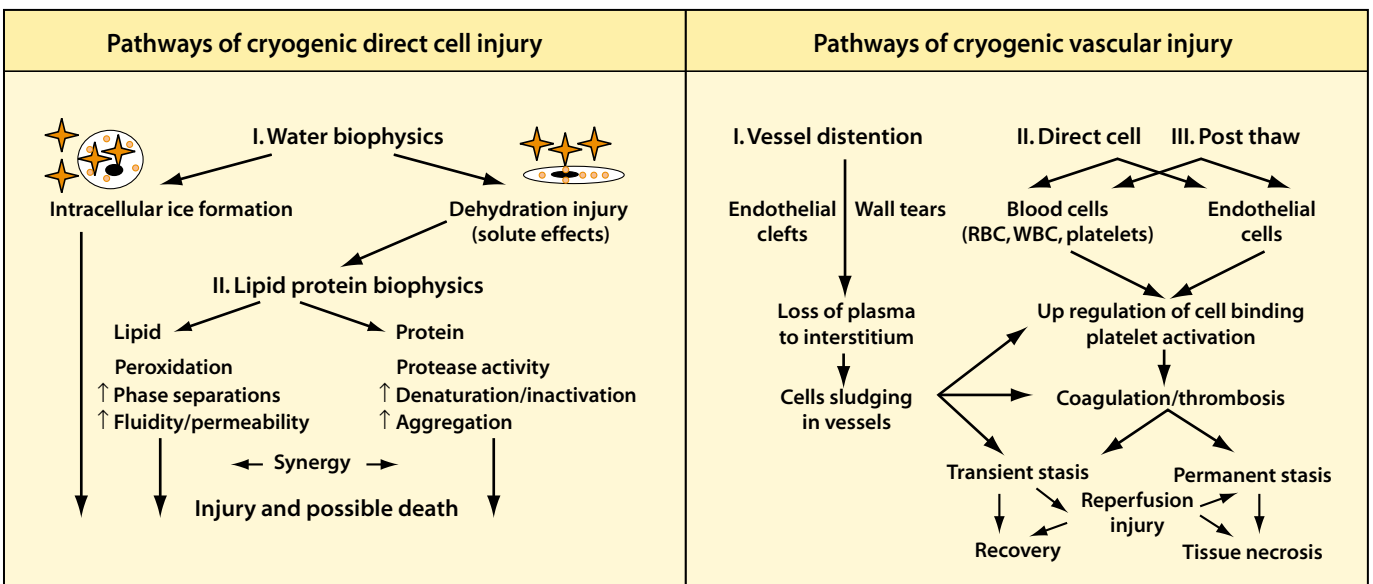 Pathways of cryogenic direct cell injury
I. Water biophysics
Intracellular ice formation
Dehydration injury
(solute effects)
II. Lipid protein biophysics
Lipid
Protein
Peroxidation
↑ Phase separations
↑ Fluidity/permeability
Protease activity
↑ Denaturation/inactivation
↑ Aggregation
Synergy
Injury and possible death
Pathways of cryogenic vascular injury
I. Vessel distention
II. Direct cell
III. Post thaw
Endothelial
clefts
Wall tears
Blood cells
(RBC, WBC, platelets)
Endothelial
cells
Loss of plasma
to interstitium
Up regulation of cell binding
platelet activation
Cells sludging
in vessels
Coagulation/thrombosis
Transient stasis
Permanent stasis
Reperfusion
injury
Recovery
Tissue necrosis